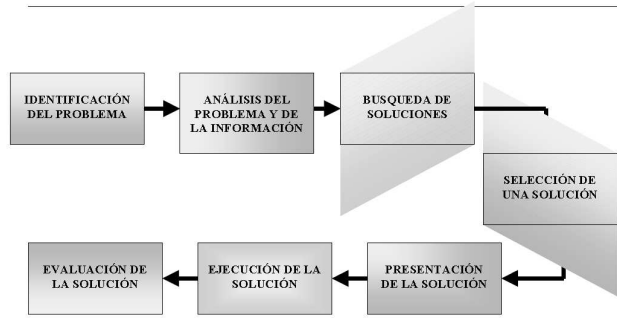 IDENTIFICACIÓN
DEL PROBLEMA
ANÁLISIS DEL
PROBLEMA Y DE
LA INFORMACIÓN
BUSQUEDA DE
SOLUCIONES
SELECCIÓN DE
UNA SOLUCIÓN
PRESENTACIÓN
DE LA SOLUCIÓN
EJECUCIÓN DE LA
SOLUCIÓN
EVALUACIÓN DE
LA SOLUCIÓN